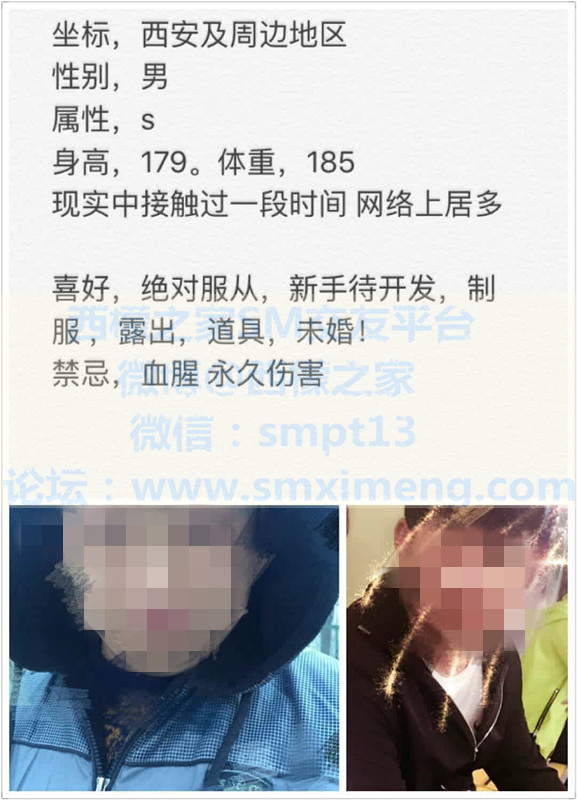 坐标，西安及周边地区
性别，男
属性，s
身高，179。体重，185
现实中接触过一段时间 网络上居多
喜好，绝对服从，新手待开发，制
服，露出，道具，未婚！
禁忌，血腥 永久伤害
西檬之家SM交友平台
微博@西檬之家
微信：smpt13
论坛：www.smximeng.com